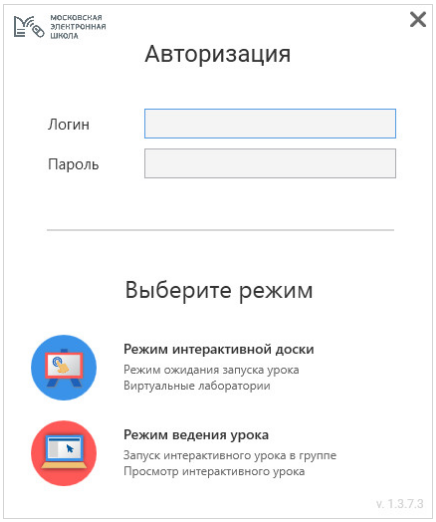 МОСКОВСКАЯ
ЭЛЕКТРОННАЯ
ШКОЛА
Авторизация
Логин
Пароль
Выберите режим
Режим интерактивной доски
Режим ожидания запуска урока
Виртуальные лаборатории
Режим ведения урока
Запуск интерактивного урока в группе
Просмотр интерактивного урока
v. 1.3.7.3